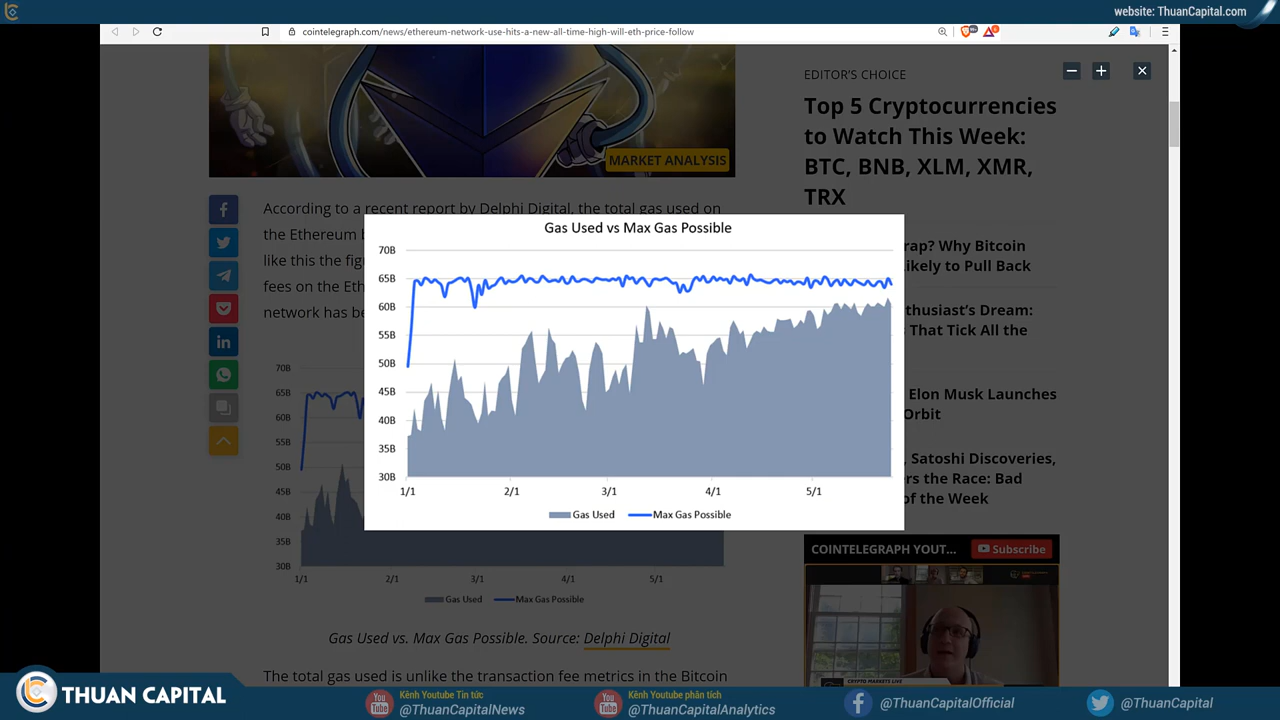 website: ThuanCapital.com
cointelegraph.com/news/ethereum-network-use-hits-a-new-all-time-high-will-eth-price-follow
MARKET ANALYSIS
According to a recent report by Delphi Digital, the total gas used on
the Ethereum
like this the
fees on the
network has
70B
65B
60B
55B
50B
45B
40B
35B
30B
1/1
2/1
3/1
4/1
5/1
Gas Used
Max Gas Possible
Gas Used vs Max Gas Possible
70B
65B
60B
55B
50B
45B
40B
35B
30B
1/1
2/1
3/1
4/1
5/1
Gas Used
Max Gas Possible
Gas Used vs. Max Gas Possible. Source: Delphi Digital
The total gas used is unlike the transaction fee metrics in the Bitcoin
EDITOR'S CHOICE
Top 5 Cryptocurrencies
to Watch This Week:
BTC, BNB, XLM, XMR,
TRX
Why Bitcoin
to Pull Back
Dream:
That Tick All the
Elon Musk Launches
Orbit
Satoshi Discoveries,
the Race: Bad
of the Week
COINTELEGRAPH YOUT...
Subscribe
CRYPTO MARKETS LIVE
THUAN CAPITAL
You
Tube
Kênh Youtube Tin tức
@ThuanCapitalNews
You
Tube
Kênh Youtube phân tích
@ThuanCapitalAnalytics
@ThuanCapitalOfficial
@ThuanCapital